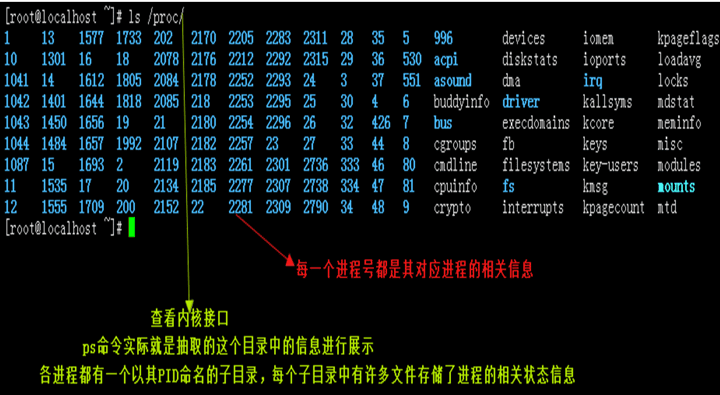 [root@localhost ~]# ls /proc/
1 13 1577 1733 202 2170 2205 2283 2311 28 35 5 996 devices iomem kpageflags
10 1301 16 18 2078 2176 2212 2292 2315 29 36 530 acpi diskstats ioports loadavg
1041 14 1612 1805 2084 2178 2252 2293 24 3 37 551 asound dma irq locks
1042 1401 1644 1818 2085 218 2253 2295 25 30 4 6 buddyinfo driver kallsyms mdstat
1043 1450 1656 19 21 2180 2254 2296 26 32 426 7 bus execdomains kcore meminfo
1044 1484 1657 1992 2107 2182 2257 23 27 33 44 8 cgroups fb keys misc
1087 15 1693 2 2119 2183 2261 2301 2736 333 46 80 cmdline filesystems key-users modules
11 1535 17 20 2134 2185 2277 2307 2738 334 47 81 cpuinfo fs kmsg mounts
12 1555 1709 200 2152 22 2281 2309 2790 34 48 9 crypto interrupts kpagecount mtd
[root@localhost ~]#
每一个进程号都是其对应进程的相关信息
查看内核接口
ps命令实际就是抽取的这个目录中的信息进行展示
各进程都有一个以其PID命名的子目录，每个子目录中有许多文件存储了进程的相关状态信息